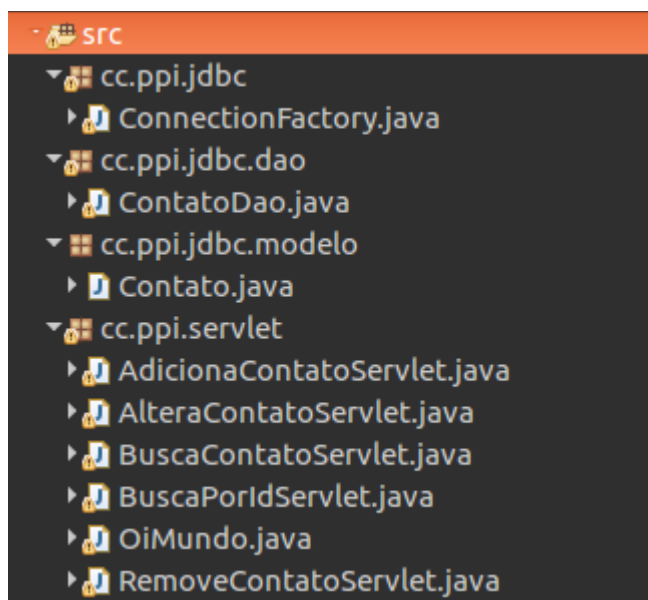 src
cc.ppi.jdbc
ConnectionFactory.java
cc.ppi.jdbc.dao
ContatoDao.java
cc.ppi.jdbc.modelo
Contato.java
cc.ppi.servlet
AdicionaContatoServlet.java
AlteraContatoServlet.java
BuscaContatoServlet.java
BuscaPorIdServlet.java
OiMundo.java
RemoveContatoServlet.java